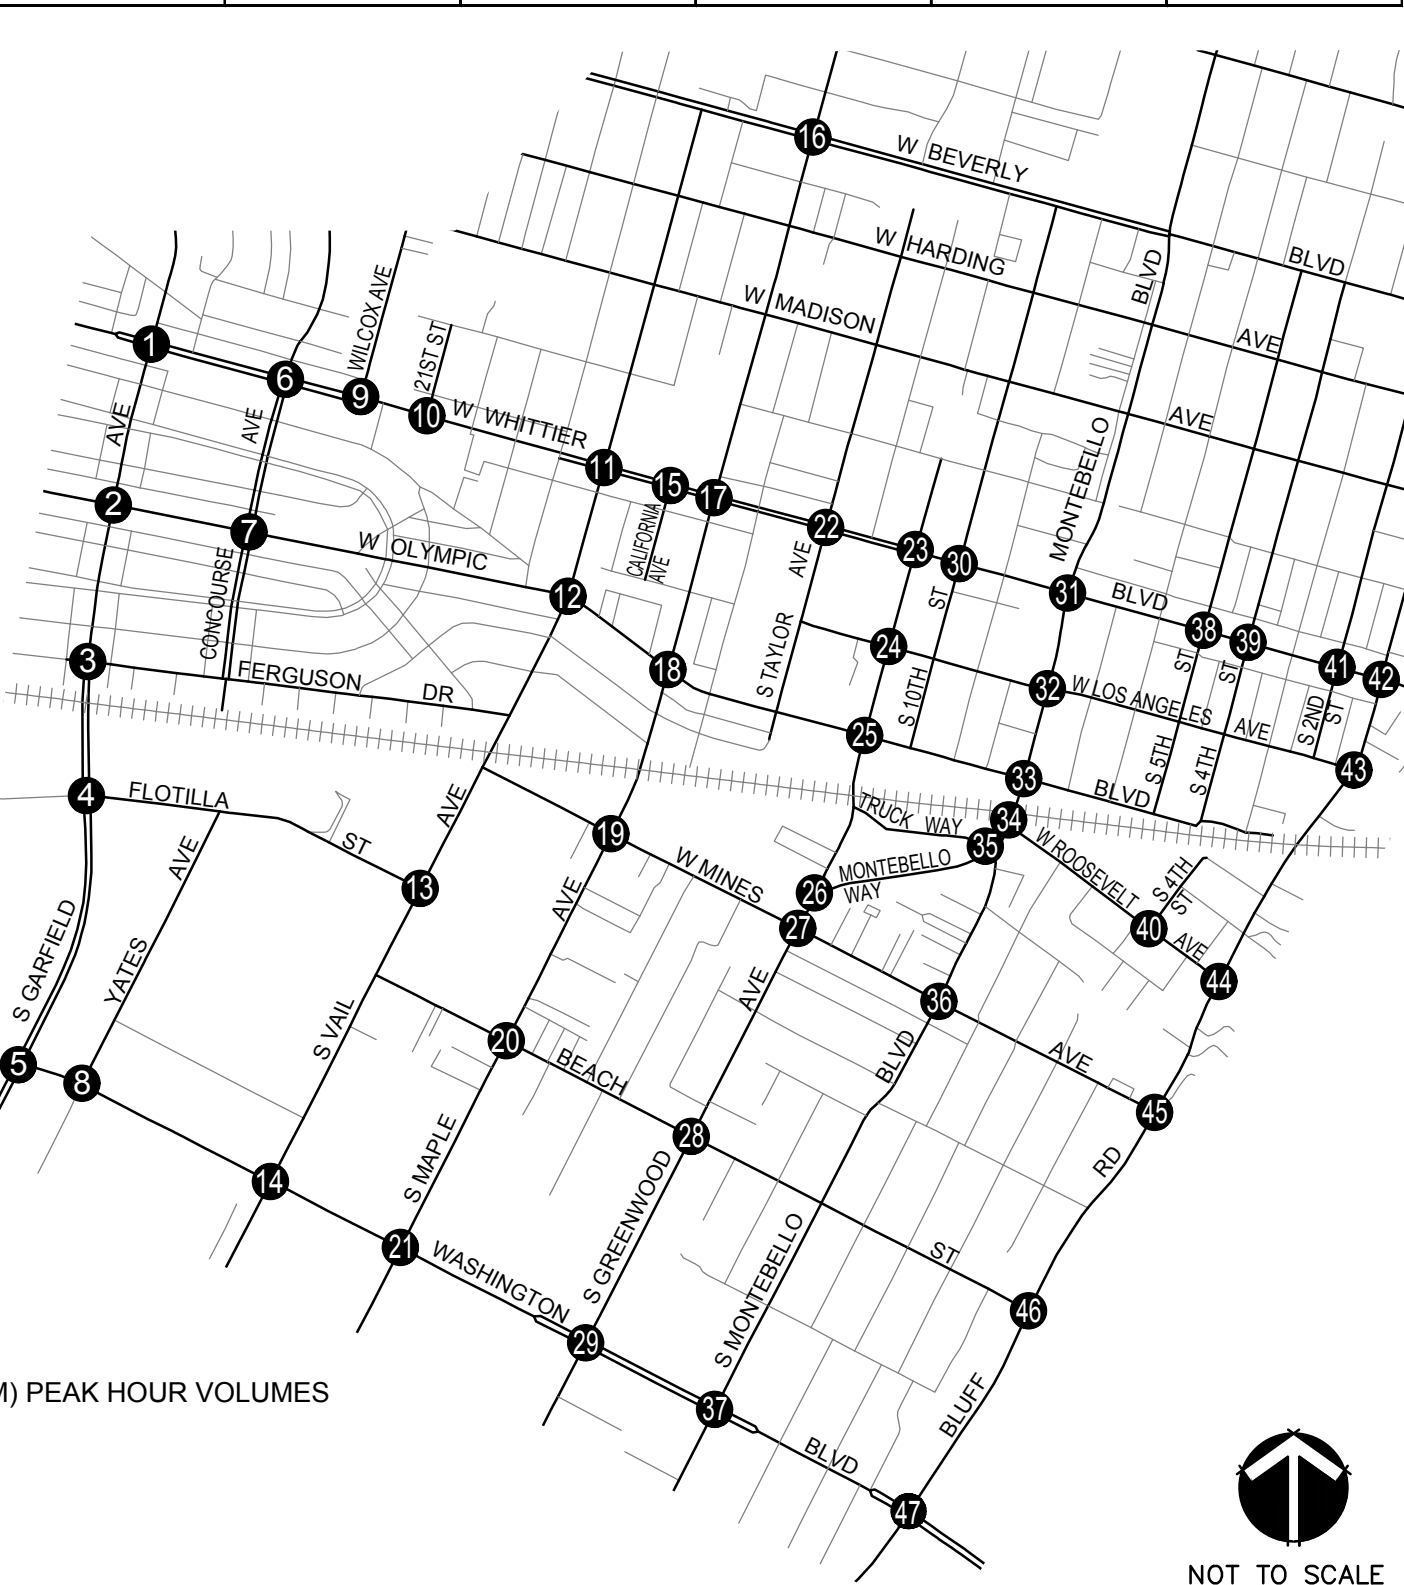 16
W BEVERLY
BLVD
W HARDING
AVE
W MADISON
AVE
BLVD
MONTEBELLO
WILCOX AVE
21ST ST
1
6
9
10
W WHITTIER
11
15
17
22
23
30
31
BLVD
38
39
41
42
AVE
AVE
2
7
W OLYMPIC
CONCOURSE
CALIFORNIA
AVE
AVE
S TAYLOR
ST
S 10TH
12
18
24
32
W LOS ANGELES
AVE
ST
S 5TH
ST
S 4TH
S 2ND
ST
43
3
FERGUSON
DR
25
33
BLVD
4
FLOTILLA
ST
AVE
AVE
19
W MINES
TRUCK WAY
34
35
MONTEBELLO
WAY
26
27
W ROOSEVELT
S 4TH
ST
40
AVE
44
13
AVE
AVE
36
AVE
45
S GARFIELD
YATES
S VAIL
5
8
20
BEACH
BLVD
28
14
S MAPLE
21
WASHINGTON
S GREENWOOD
S MONTEBELLO
ST
RD
46
29
37
BLVD
BLUFF
47
M) PEAK HOUR VOLUMES
NOT TO SCALE